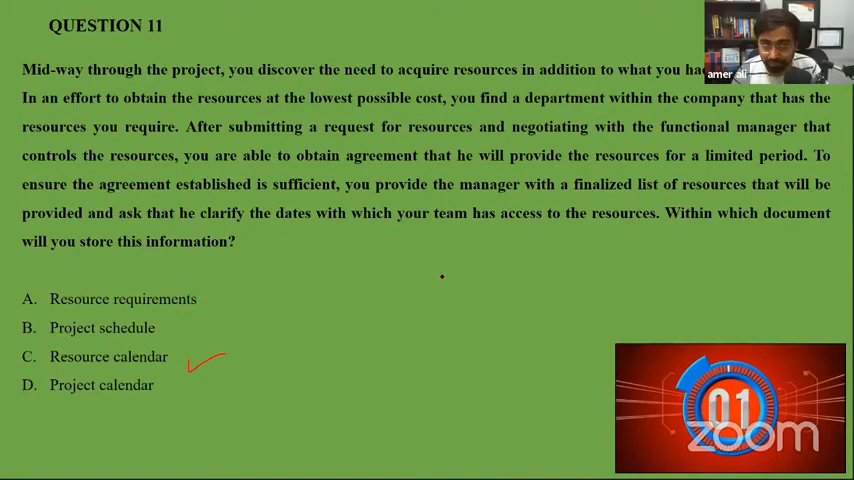 QUESTION 11
Mid-way through the project, you discover the need to acquire resources in addition to what you had
In an effort to obtain the resources at the lowest possible cost, you find a department within the company that has the
resources you require. After submitting a request for resources and negotiating with the functional manager that
controls the resources, you are able to obtain agreement that he will provide the resources for a limited period. To
ensure the agreement established is sufficient, you provide the manager with a finalized list of resources that will be
provided and ask that he clarify the dates with which your team has access to the resources. Within which document
will you store this information?
A. Resource requirements
B. Project schedule
C. Resource calendar
D. Project calendar
amer ali
01
zoom